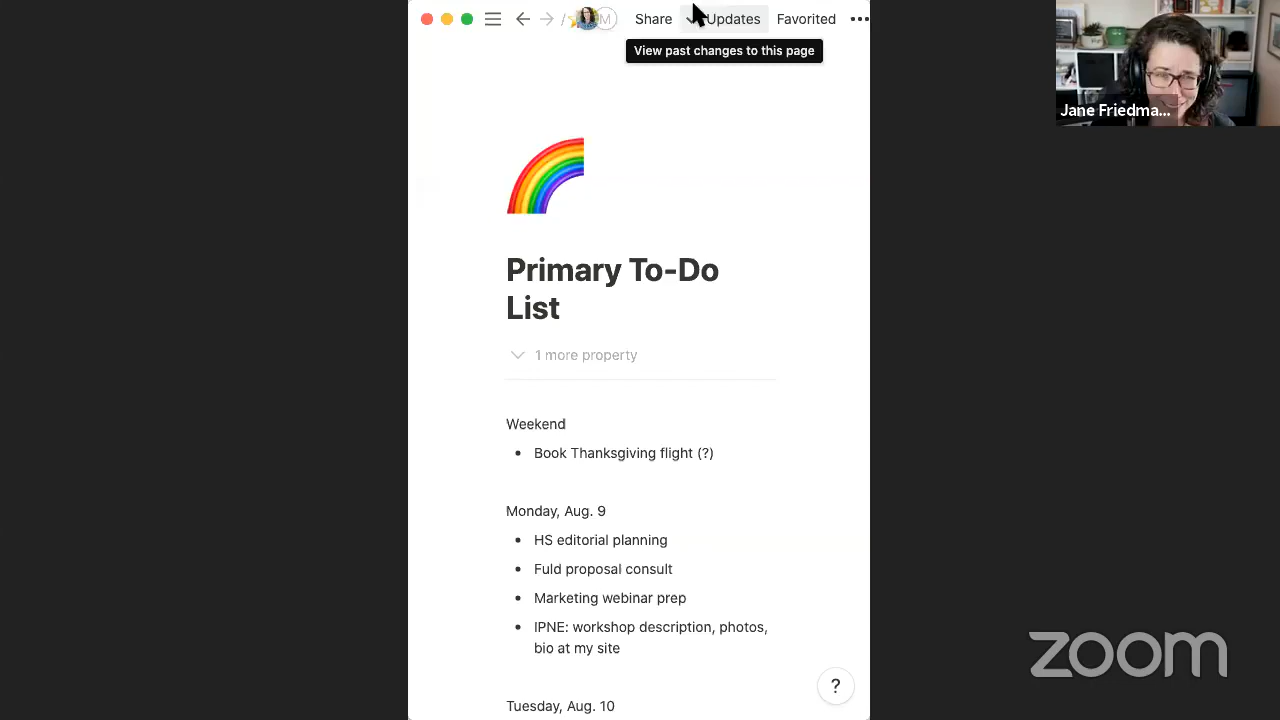 / M Share Updates Favorited •••
View past changes to this page
Jane Friedma...
Primary To-Do
List
1 more property
Weekend
• Book Thanksgiving flight (?)
Monday, Aug. 9
• HS editorial planning
• Fuld proposal consult
• Marketing webinar prep
• IPNE: workshop description, photos,
bio at my site
?
Tuesday, Aug. 10
zoom